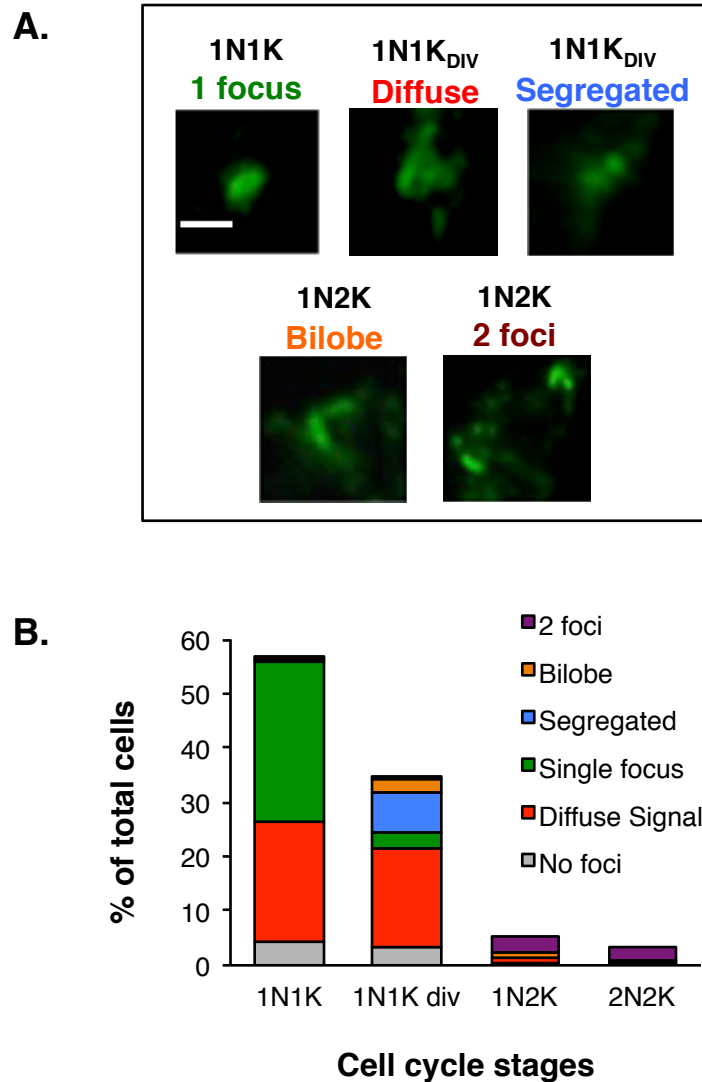 A.
1N1K 1N1KDIV 1N1KDIV
1 focus Diffuse Segregated
1N2K 1N2K
Bilobe 2 foci
B.
% of total cells
60
50
40
30
20
10
0
2 foci
Bilobe
Segregated
Single focus
Diffuse Signal
No foci
1N1K 1N1K div 1N2K 2N2K
Cell cycle stages